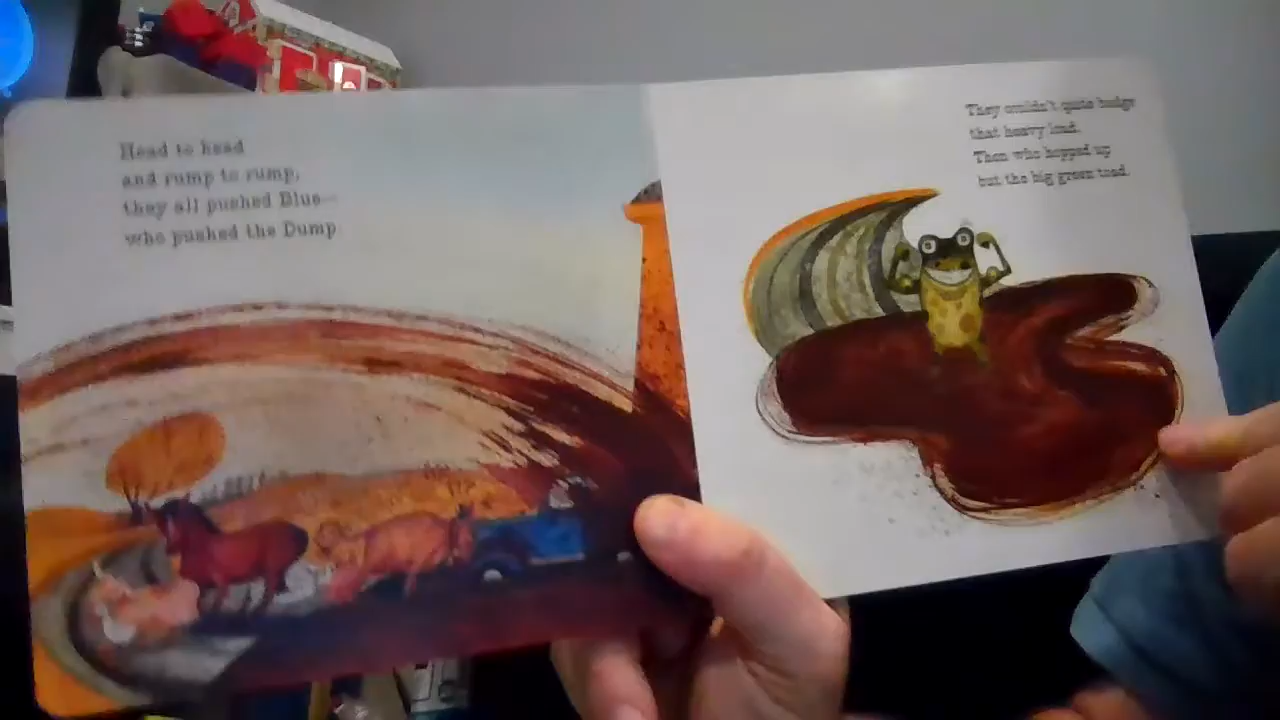 Head to head
and rump to rump,
they all pushed Blue—
who pushed the Dump
They couldn't quite budge
that heavy load.
Then who hopped up
but the big green toad.